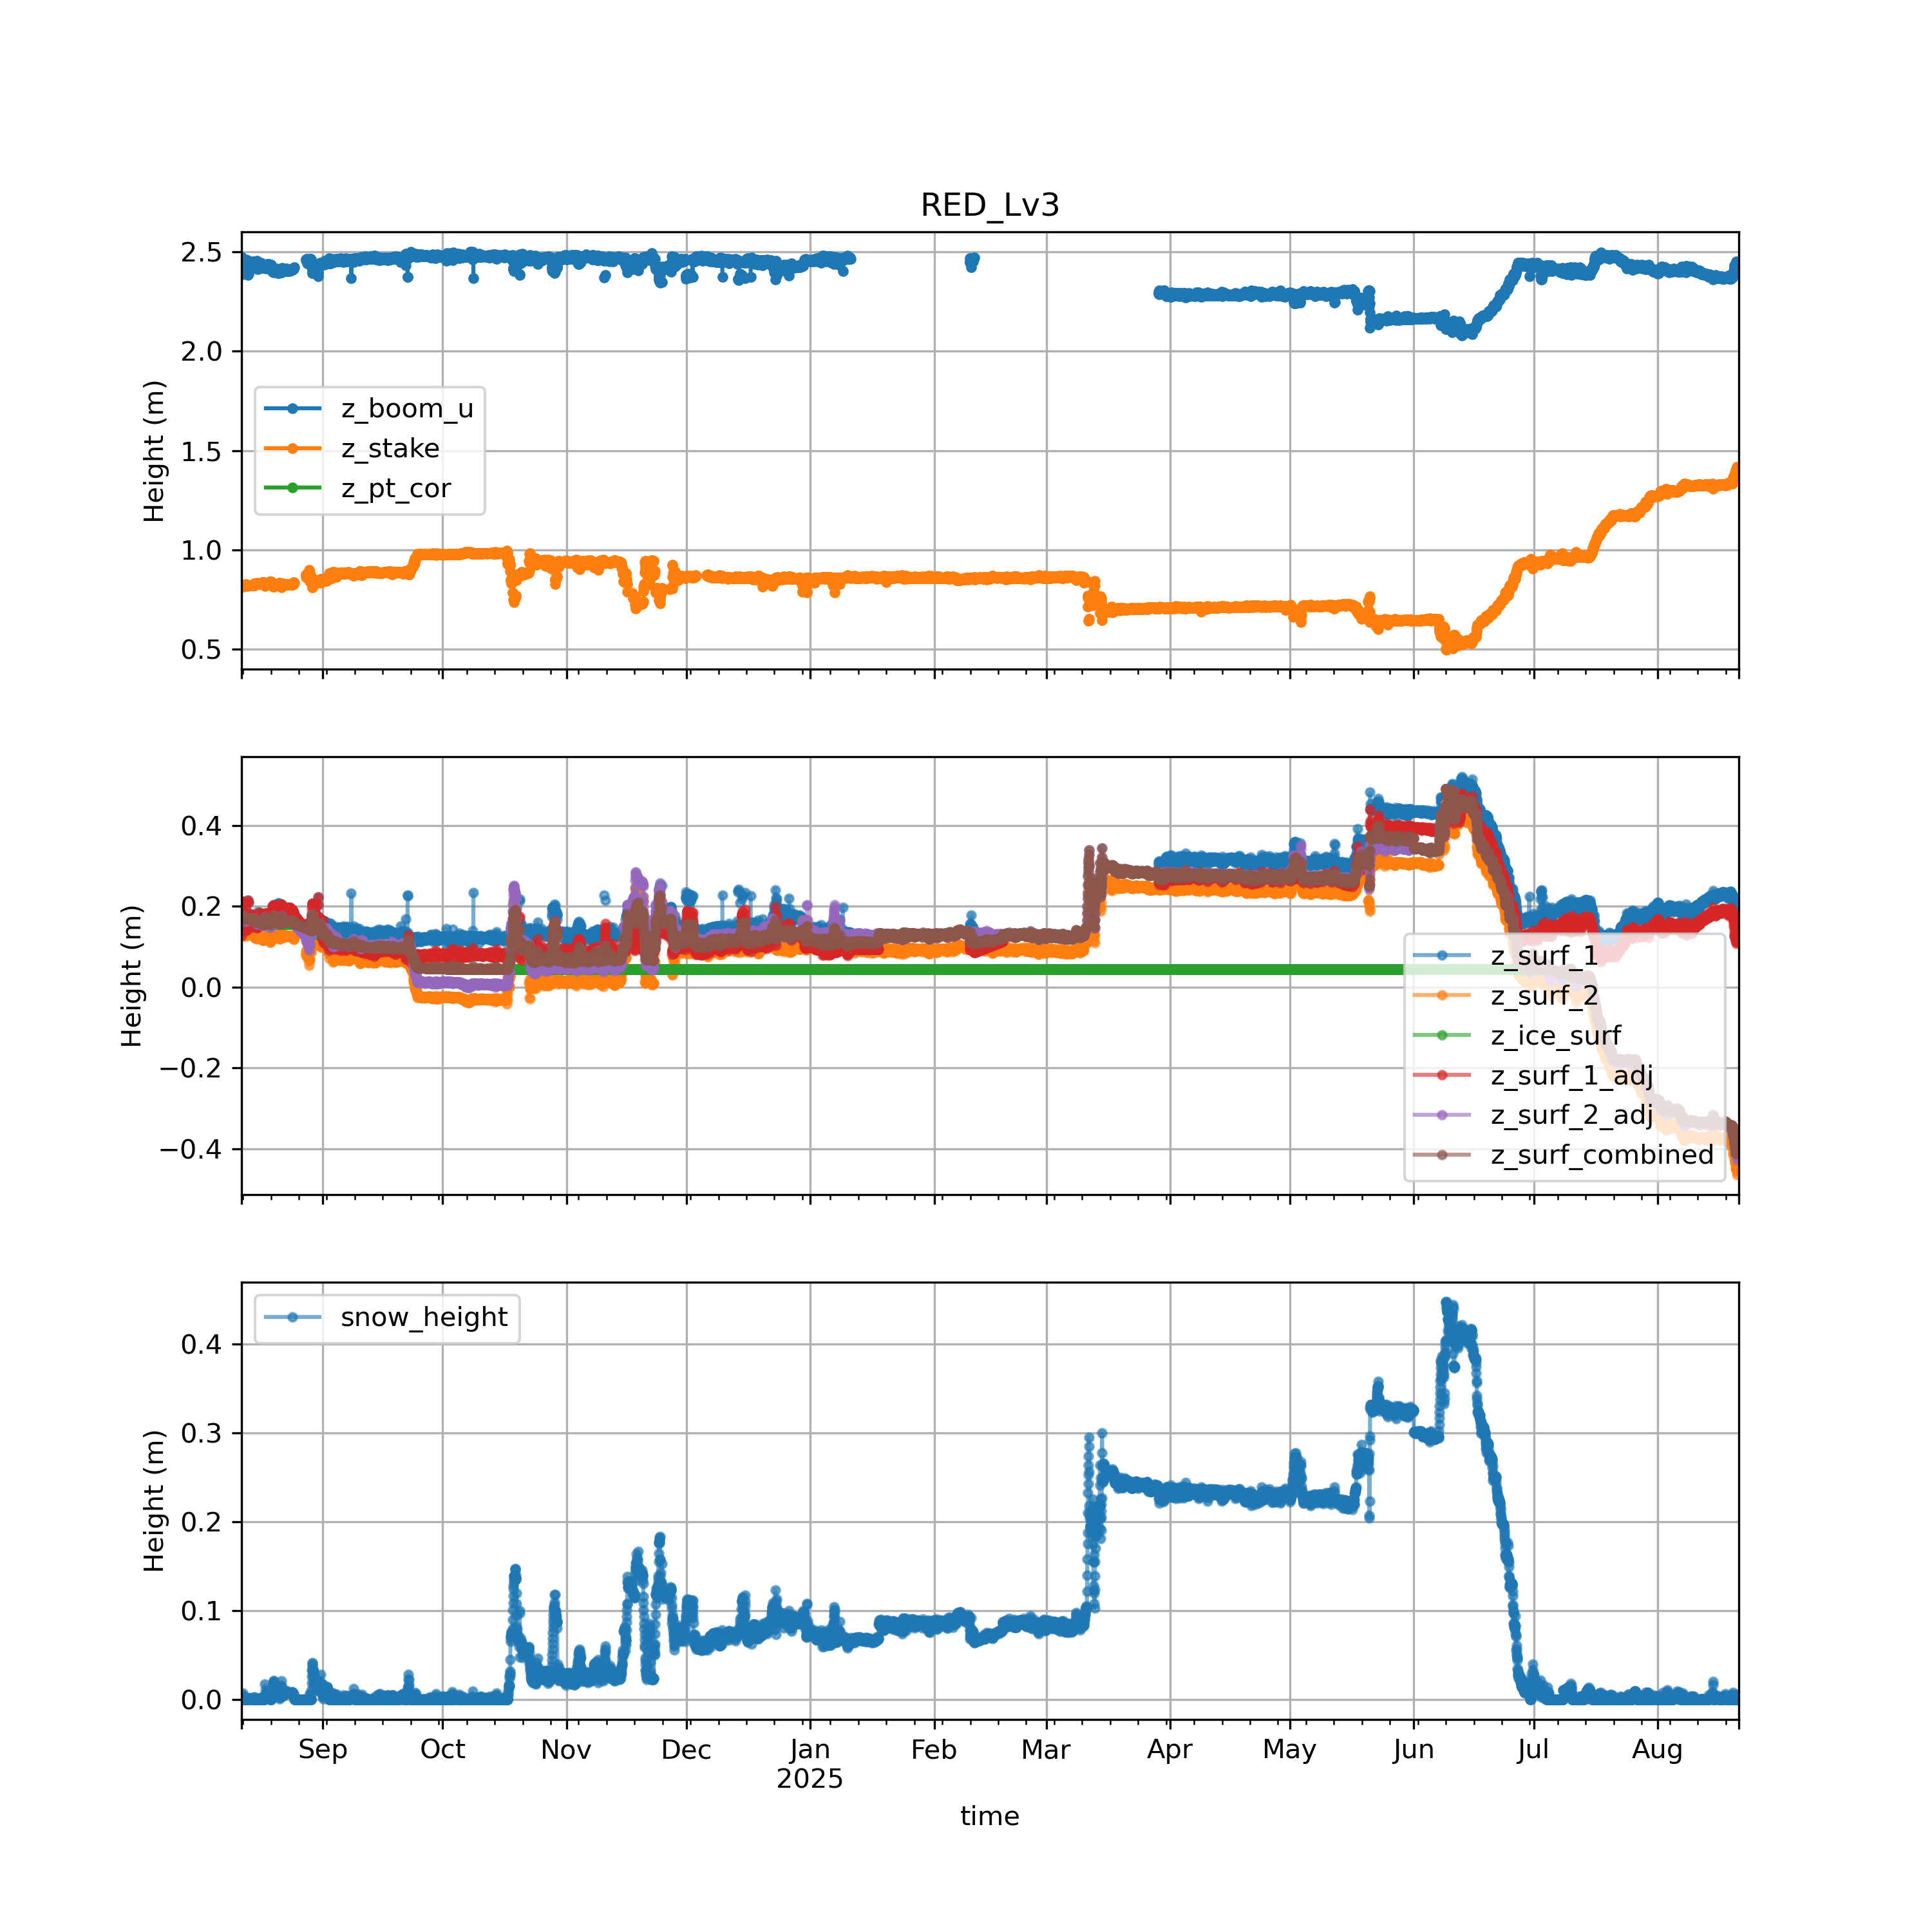 RED_Lv3
2.5
2.0
1.5
1.0
0.5
Height (m)
z_boom_u
z_stake
z_pt_cor
0.4
0.2
0.0
−0.2
−0.4
Height (m)
z_surf_1
z_surf_2
z_ice_surf
z_surf_1_adj
z_surf_2_adj
z_surf_combined
snow_height
0.4
0.3
0.2
0.1
0.0
Height (m)
Sep Oct Nov Dec Jan Feb Mar Apr May Jun Jul Aug
2025
time